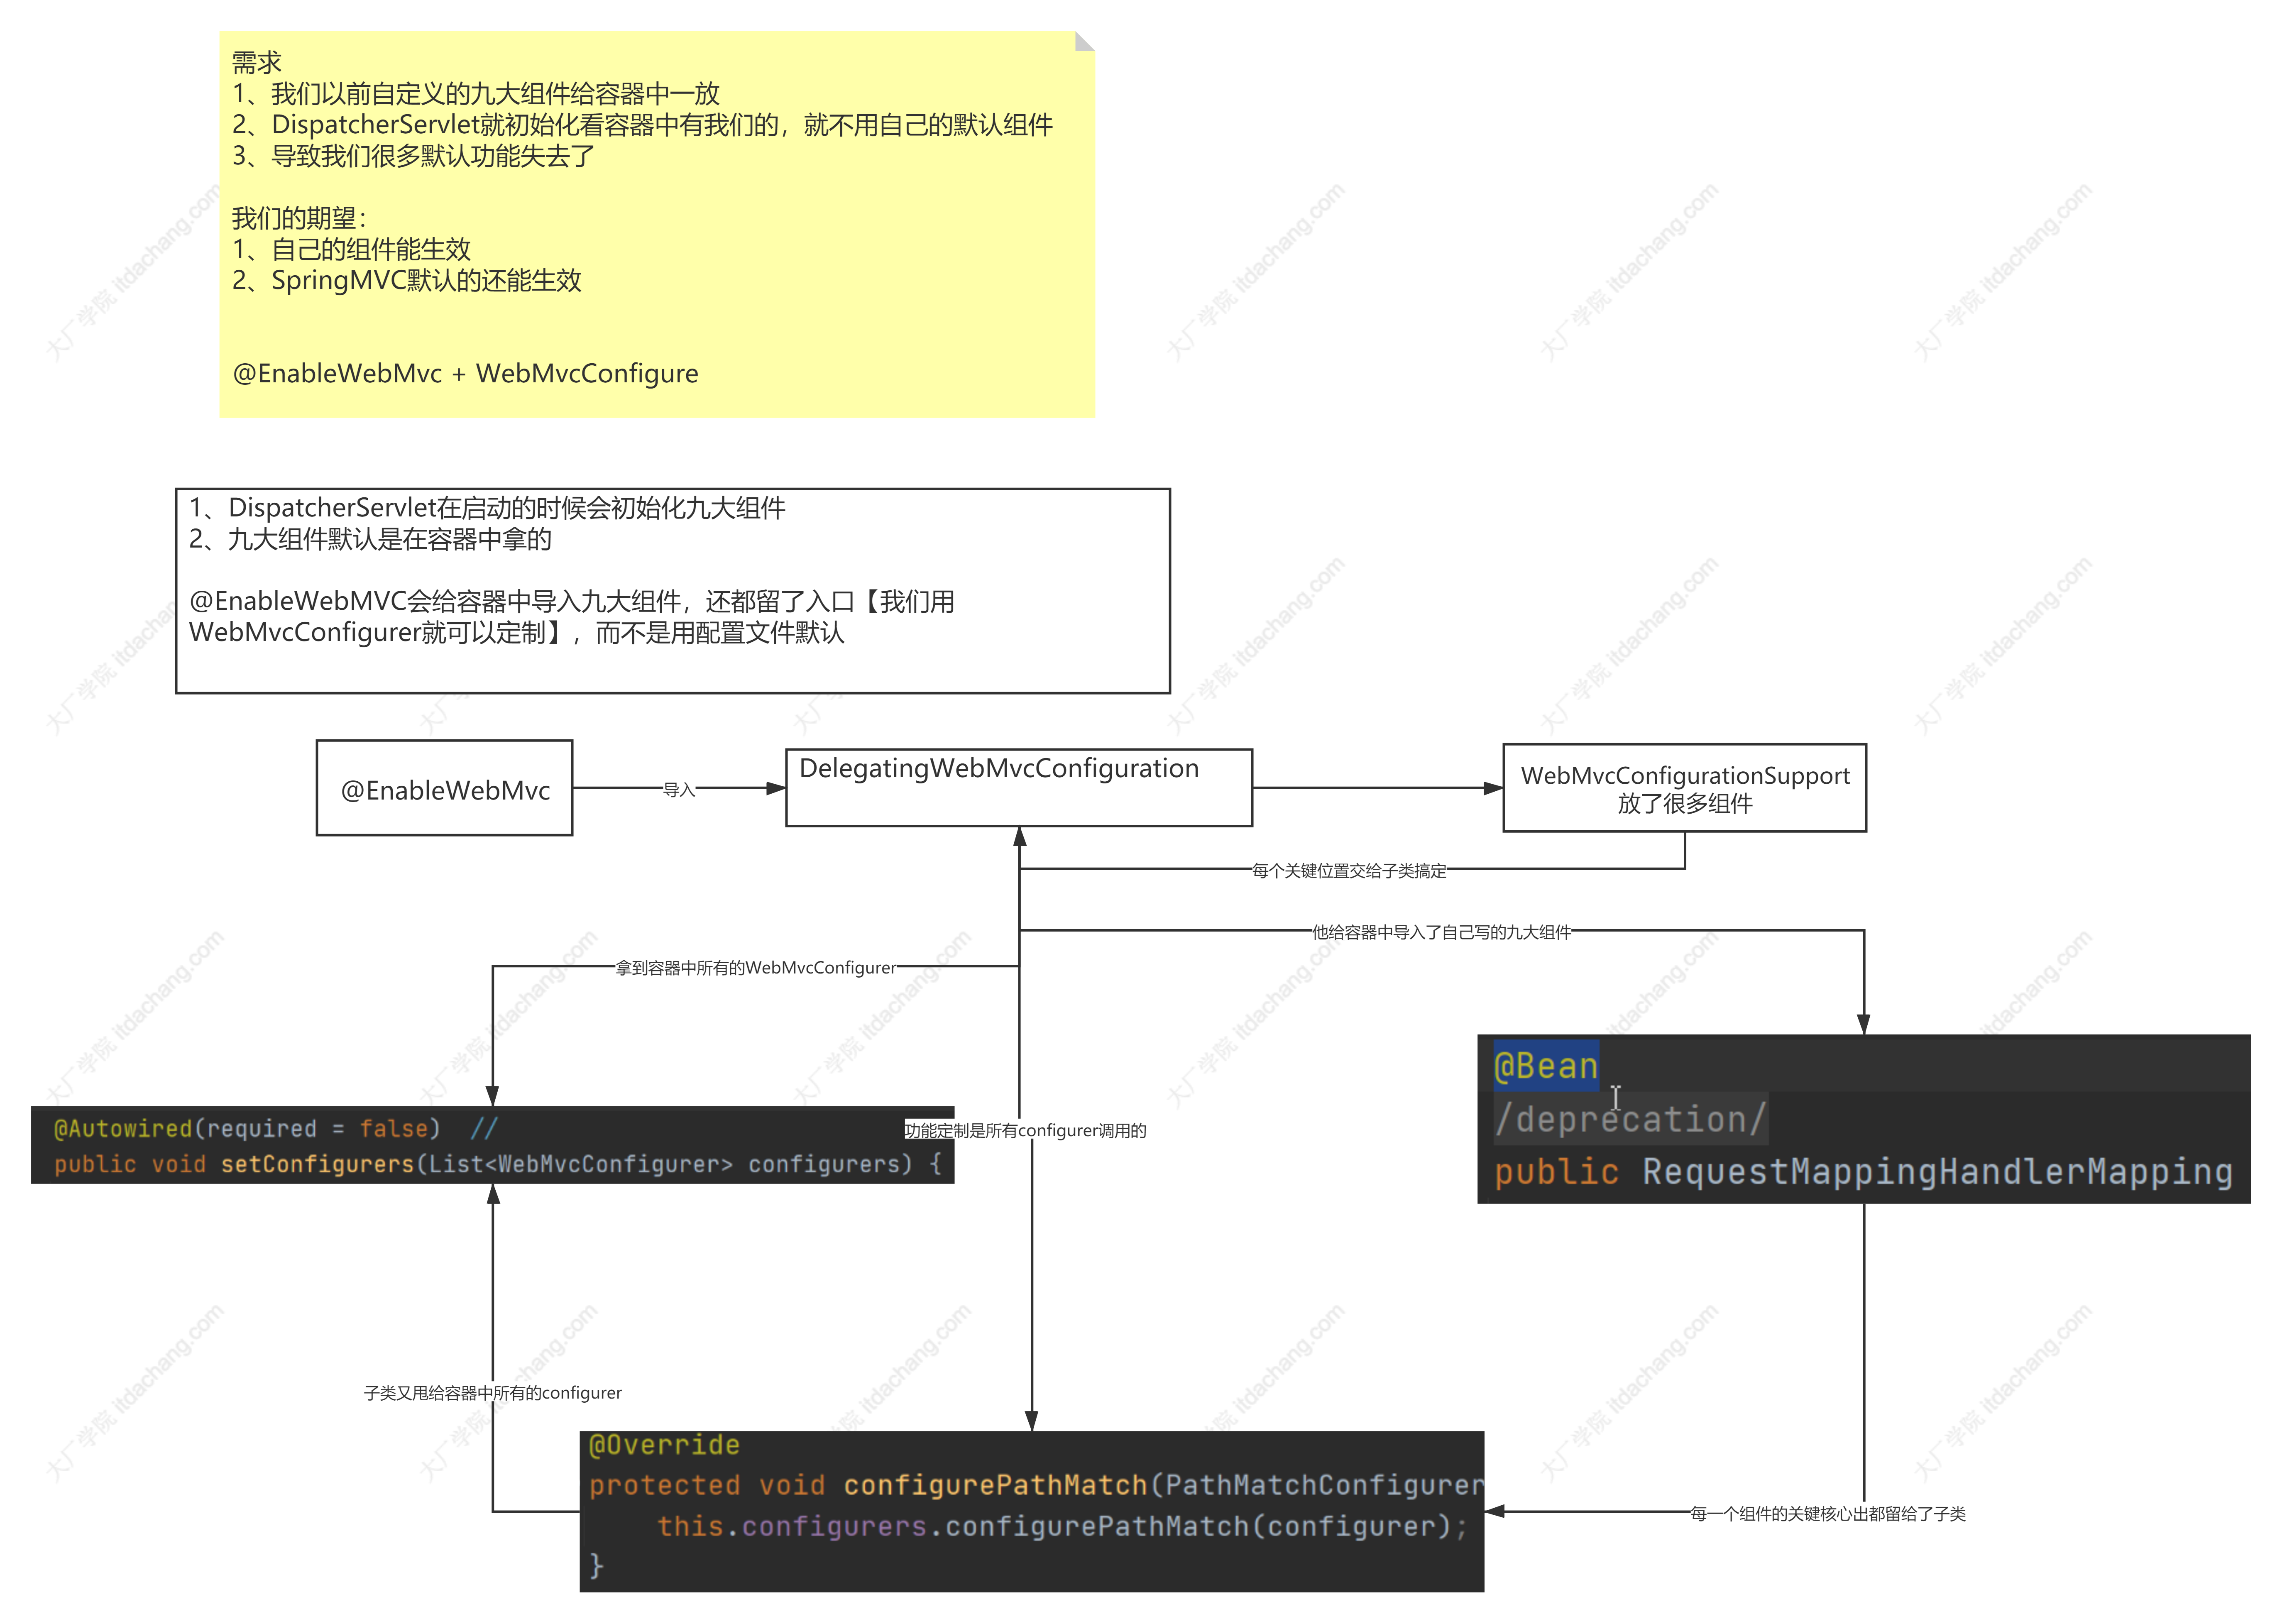 需求
1、我们以前自定义的九大组件给容器中一放
2、DispatcherServlet就初始化看容器中有我们的，就不用自己的默认组件
3、导致我们很多默认功能失去了
我们的期望：
1、自己的组件能生效
2、SpringMVC默认的还能生效
@EnableWebMvc + WebMvcConfigure
1、DispatcherServlet在启动的时候会初始化九大组件
2、九大组件默认是在容器中拿的
@EnableWebMVC会给容器中导入九大组件，还都留了入口【我们用
WebMvcConfigurer就可以定制】，而不是用配置文件默认
@EnableWebMvc
导入
DelegatingWebMvcConfiguration
WebMvcConfigurationSupport
放了很多组件
每个关键位置交给子类搞定
他给容器中导入了自己写的九大组件
拿到容器中所有的WebMvcConfigurer
@Autowired(required = false)  //
public void setConfigurers(List<WebMvcConfigurer> configurers) {
功能定制是所有configurer调用的
@Bean
/deprecation/
public RequestMappingHandlerMapping
子类又甩给容器中所有的configurer
@Override
protected void configurePathMatch(PathMatchConfigurer
this.configurers.configurePathMatch(configurer);
}
每一个组件的关键核心出都留给了子类
大厂学院 itdachang.com